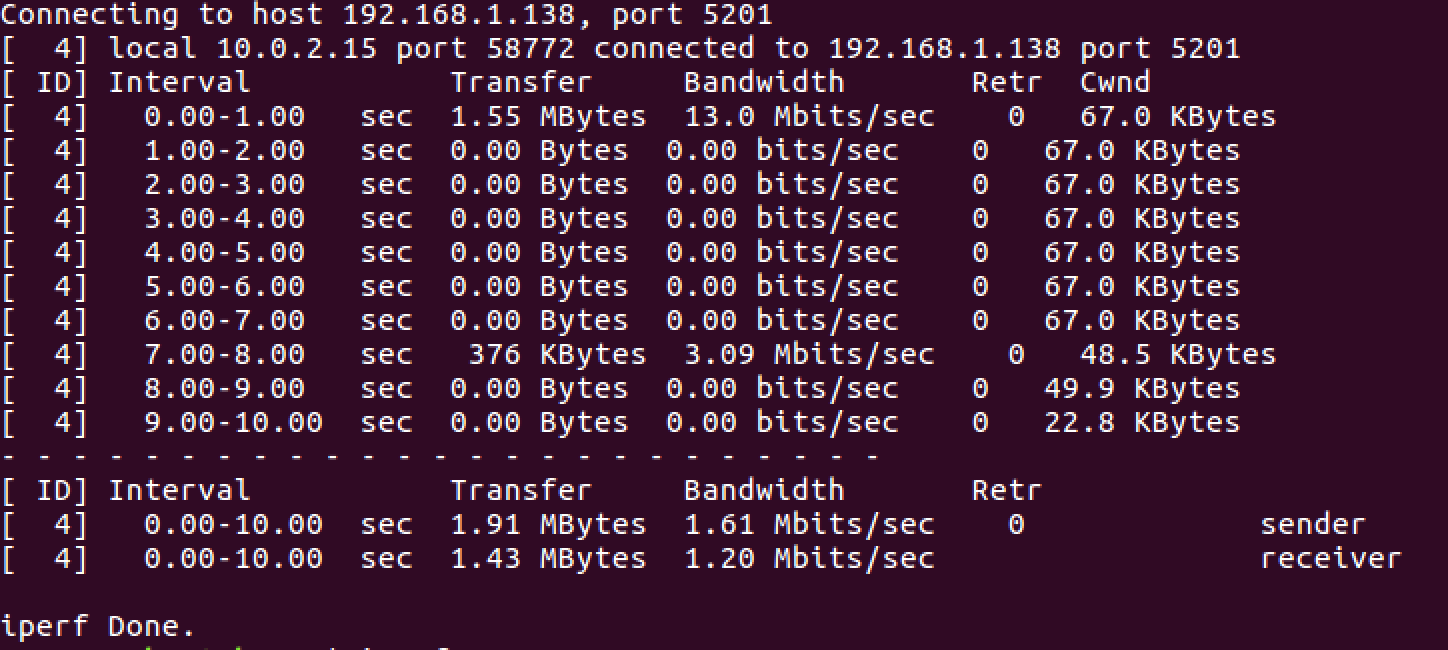 Connecting to host 192.168.1.138, port 5201
[  4] local 10.0.2.15 port 58772 connected to 192.168.1.138 port 5201
[ ID] Interval           Transfer     Bandwidth       Retr  Cwnd
[  4]   0.00-1.00   sec  1.55 MBytes  13.0 Mbits/sec    0   67.0 KBytes
[  4]   1.00-2.00   sec  0.00 Bytes  0.00 bits/sec    0   67.0 KBytes
[  4]   2.00-3.00   sec  0.00 Bytes  0.00 bits/sec    0   67.0 KBytes
[  4]   3.00-4.00   sec  0.00 Bytes  0.00 bits/sec    0   67.0 KBytes
[  4]   4.00-5.00   sec  0.00 Bytes  0.00 bits/sec    0   67.0 KBytes
[  4]   5.00-6.00   sec  0.00 Bytes  0.00 bits/sec    0   67.0 KBytes
[  4]   6.00-7.00   sec  0.00 Bytes  0.00 bits/sec    0   67.0 KBytes
[  4]   7.00-8.00   sec   376 KBytes  3.09 Mbits/sec    0   48.5 KBytes
[  4]   8.00-9.00   sec  0.00 Bytes  0.00 bits/sec    0   49.9 KBytes
[  4]   9.00-10.00  sec  0.00 Bytes  0.00 bits/sec    0   22.8 KBytes
- - - - - - - - - - - - - - - - - - - - - - - - -
[ ID] Interval           Transfer     Bandwidth       Retr
[  4]   0.00-10.00  sec  1.91 MBytes  1.61 Mbits/sec    0             sender
[  4]   0.00-10.00  sec  1.43 MBytes  1.20 Mbits/sec                  receiver
iperf Done.